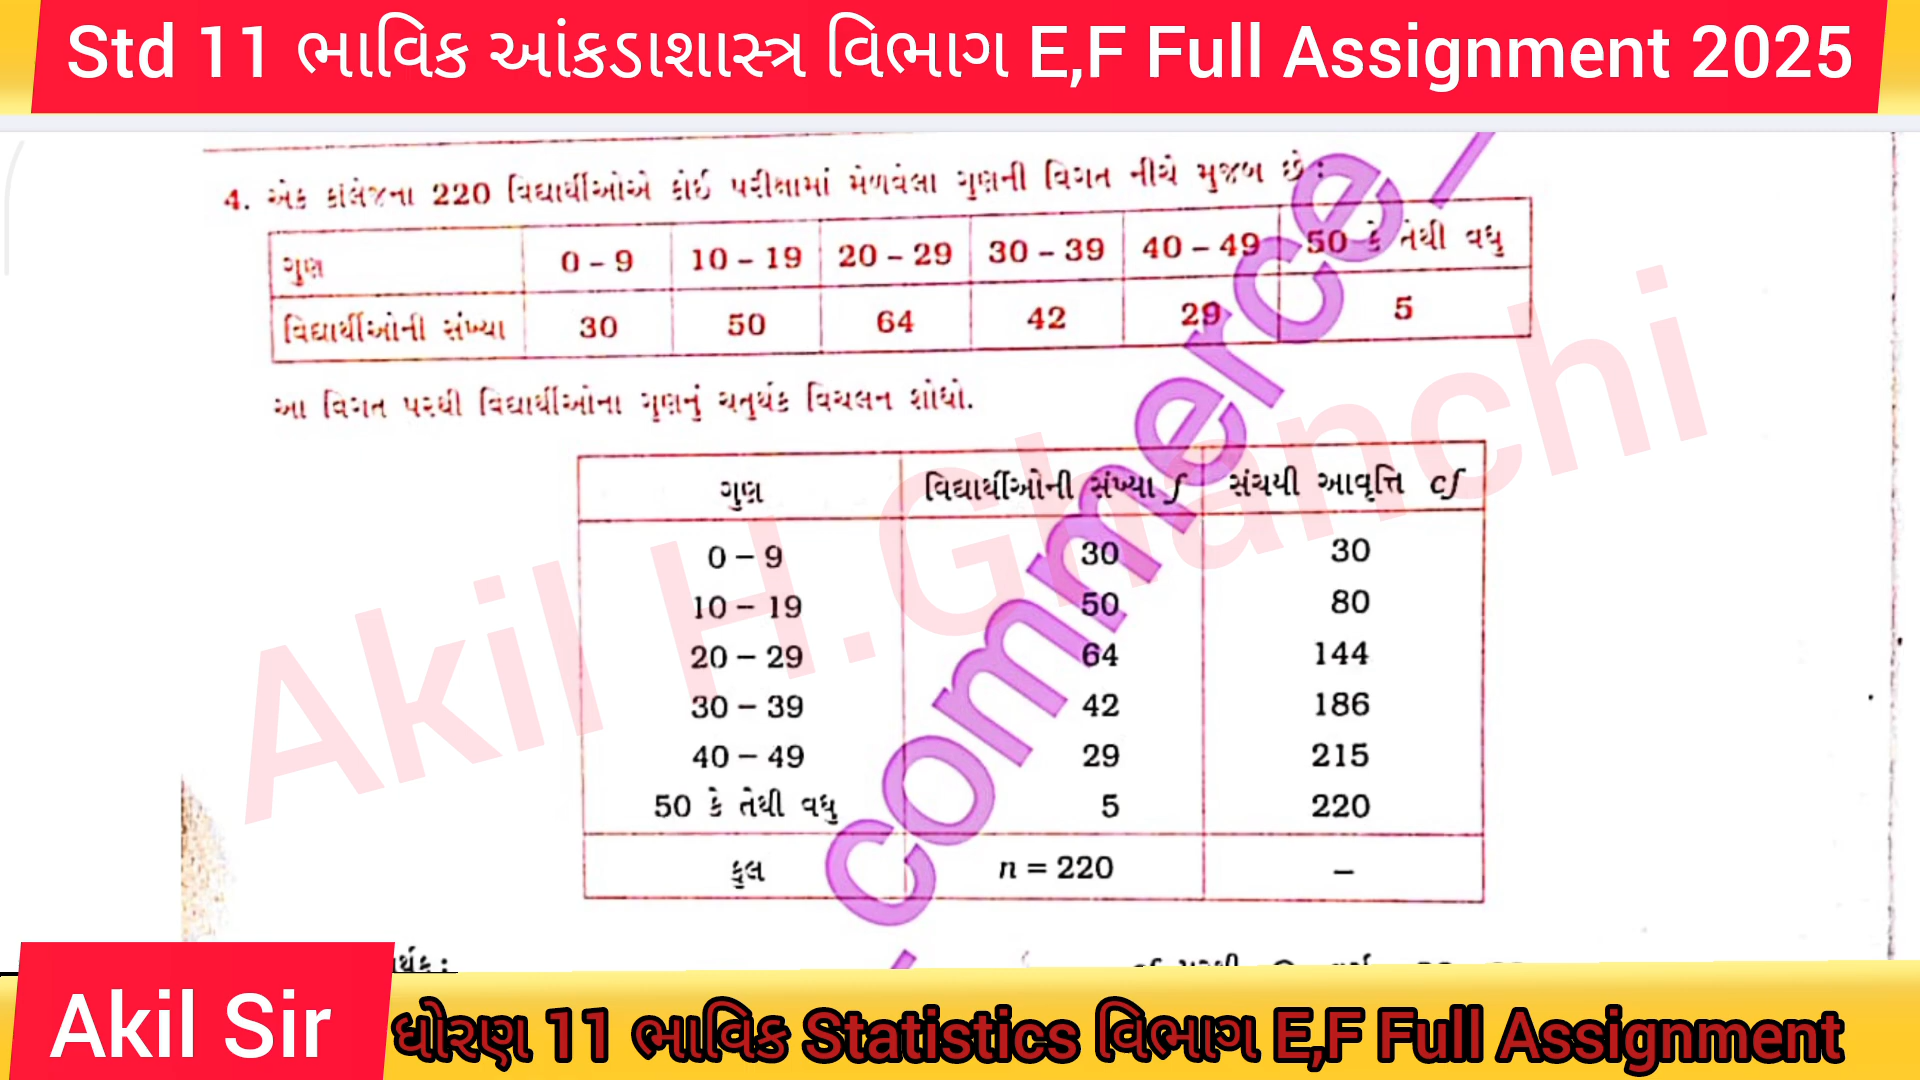 Std 11 ભાવિક આંકડાશાસ્ત્ર વિભાગ E,F Full Assignment 2025
4. એક કૉલેજના 220 વિદ્યાર્થીઓએ કોઈ પરીક્ષામાં મેળવેલા ગુણની વિગત નીચે મુજબ છે :
ગુણ 0 – 9 10 – 19 20 – 29 30 – 39 40 – 49 50 કે તેથી વધુ
વિદ્યાર્થીઓની સંખ્યા 30 50 64 42 29 5
આ વિગત પરથી વિદ્યાર્થીઓના ગુણનું ચતુર્થક વિચલન શોધો.
ગુણ વિદ્યાર્થીઓની સંખ્યા f સંચયી આવૃત્તિ cf
0 – 9 30 30
10 – 19 50 80
20 – 29 64 144
30 – 39 42 186
40 – 49 29 215
50 કે તેથી વધુ 5 220
કુલ n = 220 –
commerce_
Akil H.Ghanchi
Akil Sir
ધોરણ 11 ભાવિક Statistics વિભાગ E,F Full Assignment